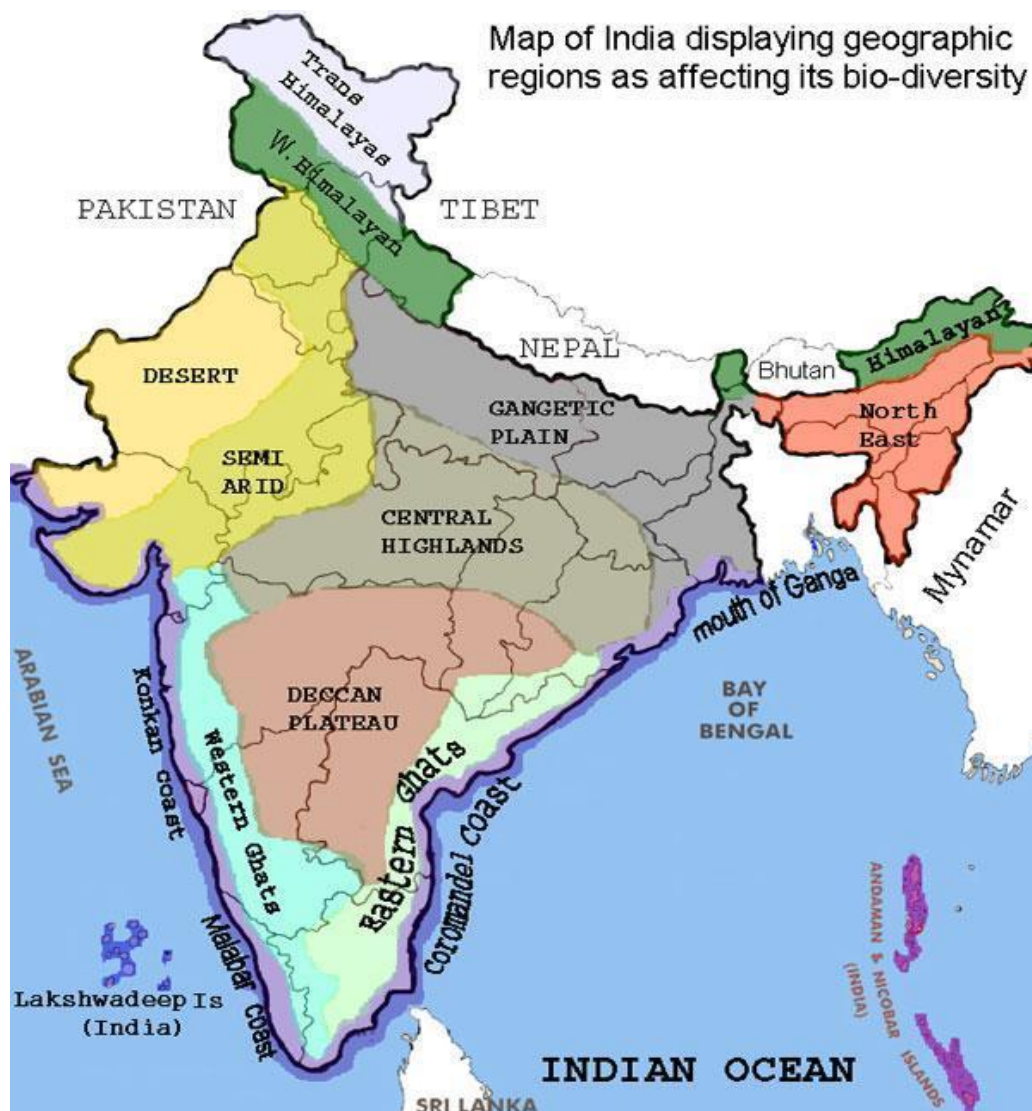 Map of India displaying geographic
regions as affecting its bio-diversity
Trans
Himalayas
W.Himalayan
PAKISTAN
TIBET
NEPAL
Bhutan
Himalayan
DESERT
GANGETIC
PLAIN
North
East
SEMI
ARID
CENTRAL
HIGHLANDS
Mynamar
mouth of Ganga
ARABIAN SEA
Konkan coast
DECCAN
PLATEAU
BAY
OF
BENGAL
Western Ghats
Eastern Ghats
Coromandel Coast
Malabar coast
Lakshwadeep Is
(India)
ANDAMAN & NICOBAR ISLANDS
(INDIA)
INDIAN OCEAN
SRI LANKA